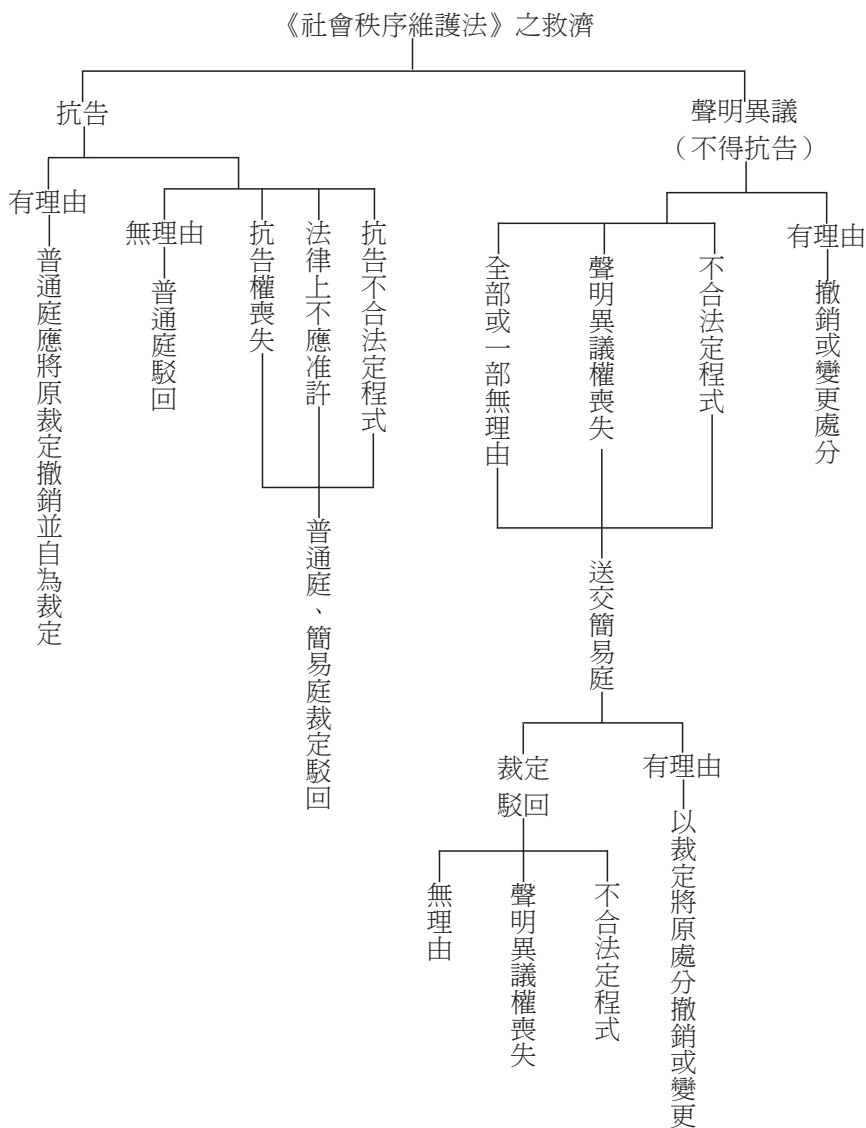 《社會秩序維護法》之救濟
抗告
有理由
普通庭應將原裁定撤銷並自為裁定
無理由
普通庭駁回
抗告權喪失
法律上不應准許
抗告不合法定程式
普通庭、簡易庭裁定駁回
聲明異議
（不得抗告）
全部或一部無理由
聲明異議權喪失
不合法定程式
送交簡易庭
裁定
駁回
無理由
聲明異議權喪失
不合法定程式
有理由
以裁定將原處分撤銷或變更
有理由
撤銷或變更處分